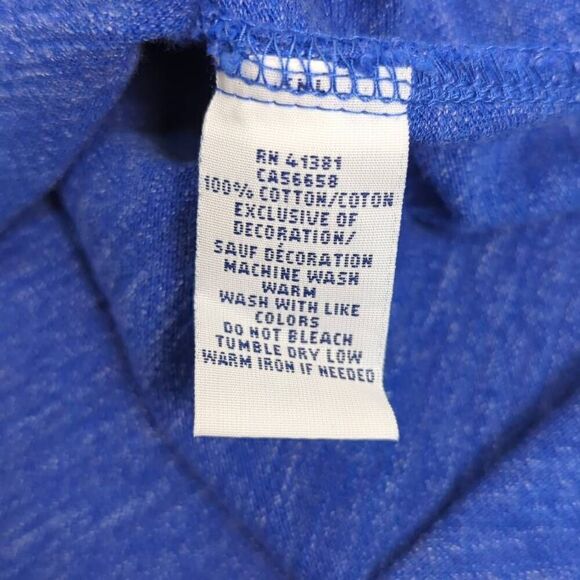 RN 41381
CA56658
100% COTTON/COTON
EXCLUSIVE OF
DECORATION/
SAUF DÉCORATION
MACHINE WASH
WARM
WASH WITH LIKE
COLORS
DO NOT BLEACH
TUMBLE DRY LOW
WARM IRON IF NEEDED